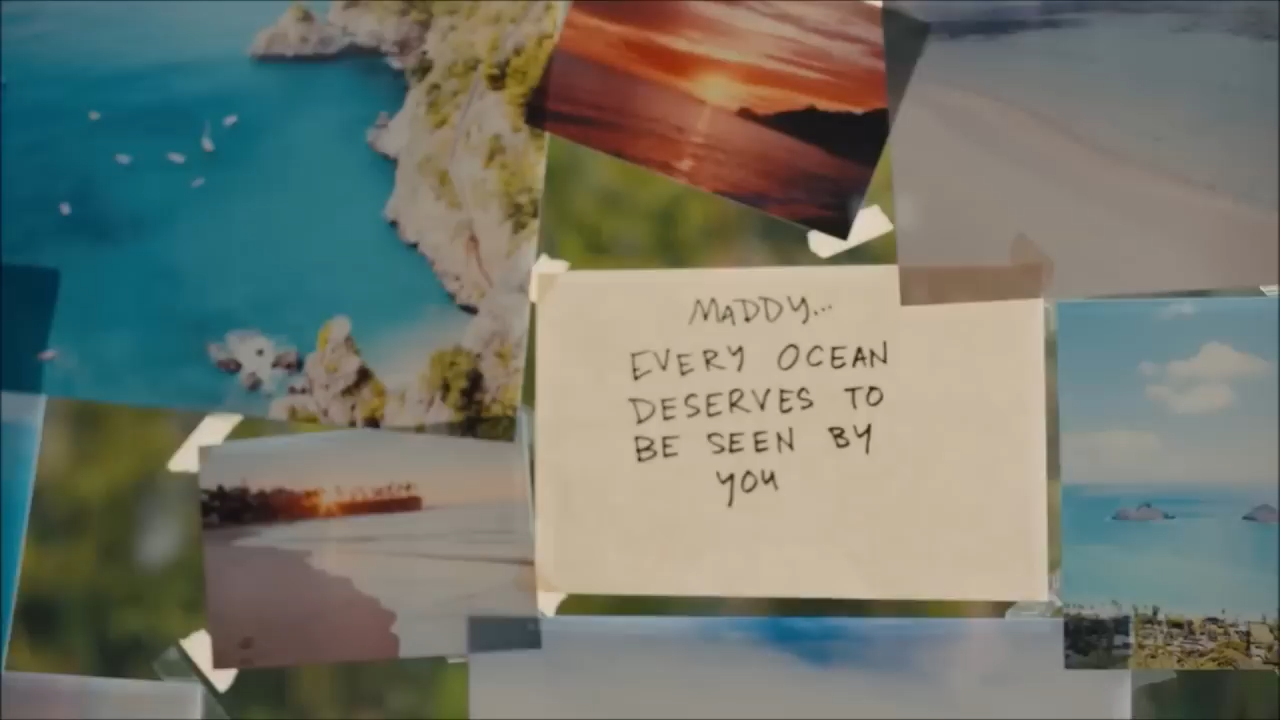 MADDY...
EVERY OCEAN
DESERVES TO
BE SEEN BY
YOU